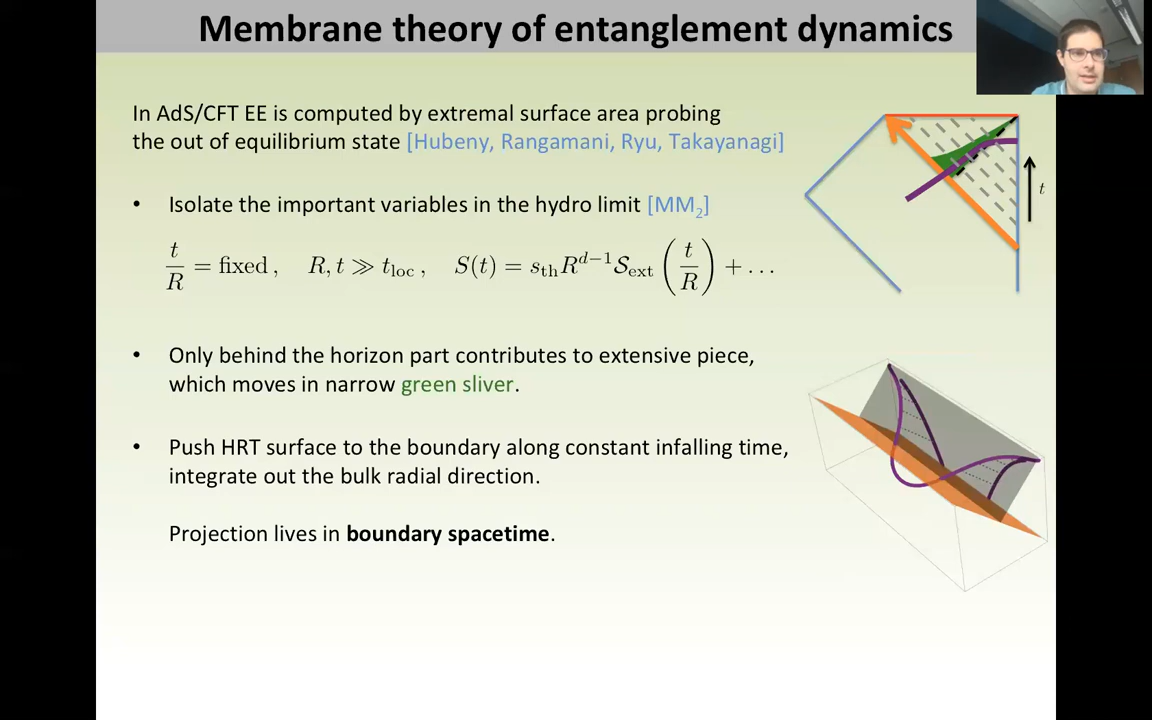 Membrane theory of entanglement dynamics
In AdS/CFT EE is computed by extremal surface area probing
the out of equilibrium state [Hubeny, Rangamani, Ryu, Takayanagi]
• Isolate the important variables in the hydro limit [MM₂]
t/R = fixed , R, t ≫ t_loc , S(t) = s_th R^{d−1} S_ext (t/R) + . . .
t
• Only behind the horizon part contributes to extensive piece,
which moves in narrow green sliver.
• Push HRT surface to the boundary along constant infalling time,
integrate out the bulk radial direction.
Projection lives in boundary spacetime.